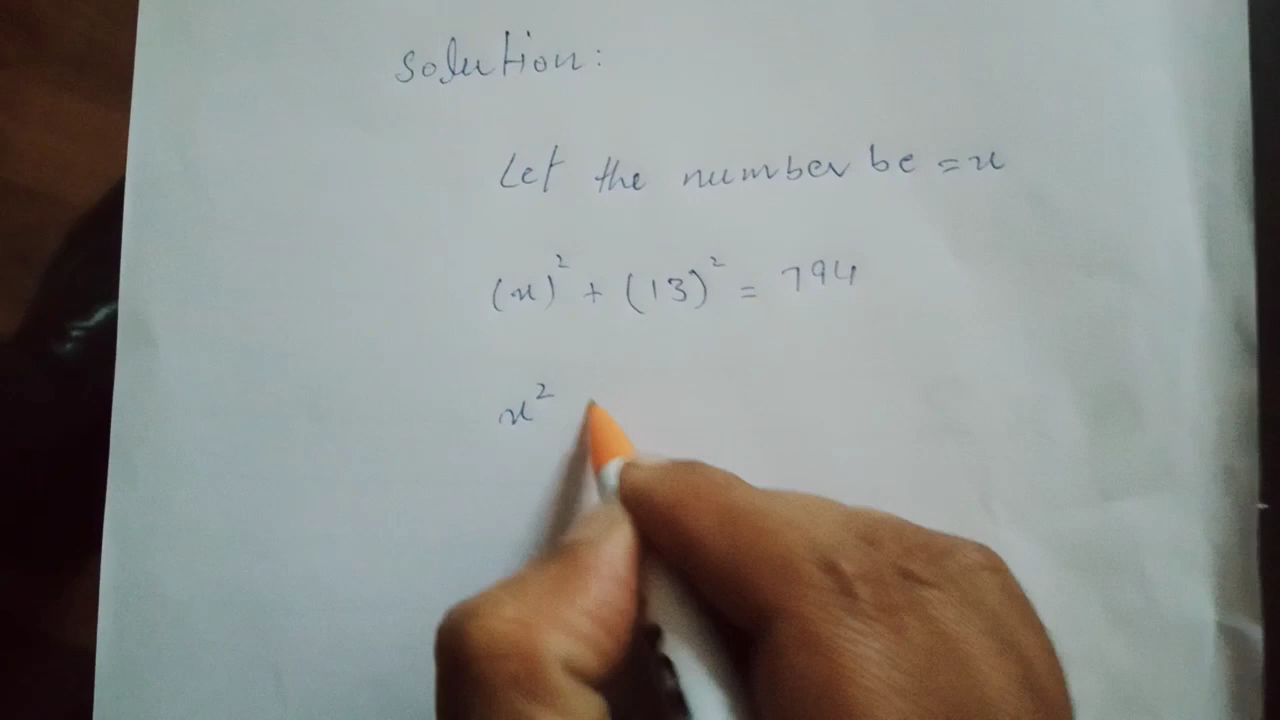 Solution:
Let the number be = x
(x)² + (13)² = 794
x²